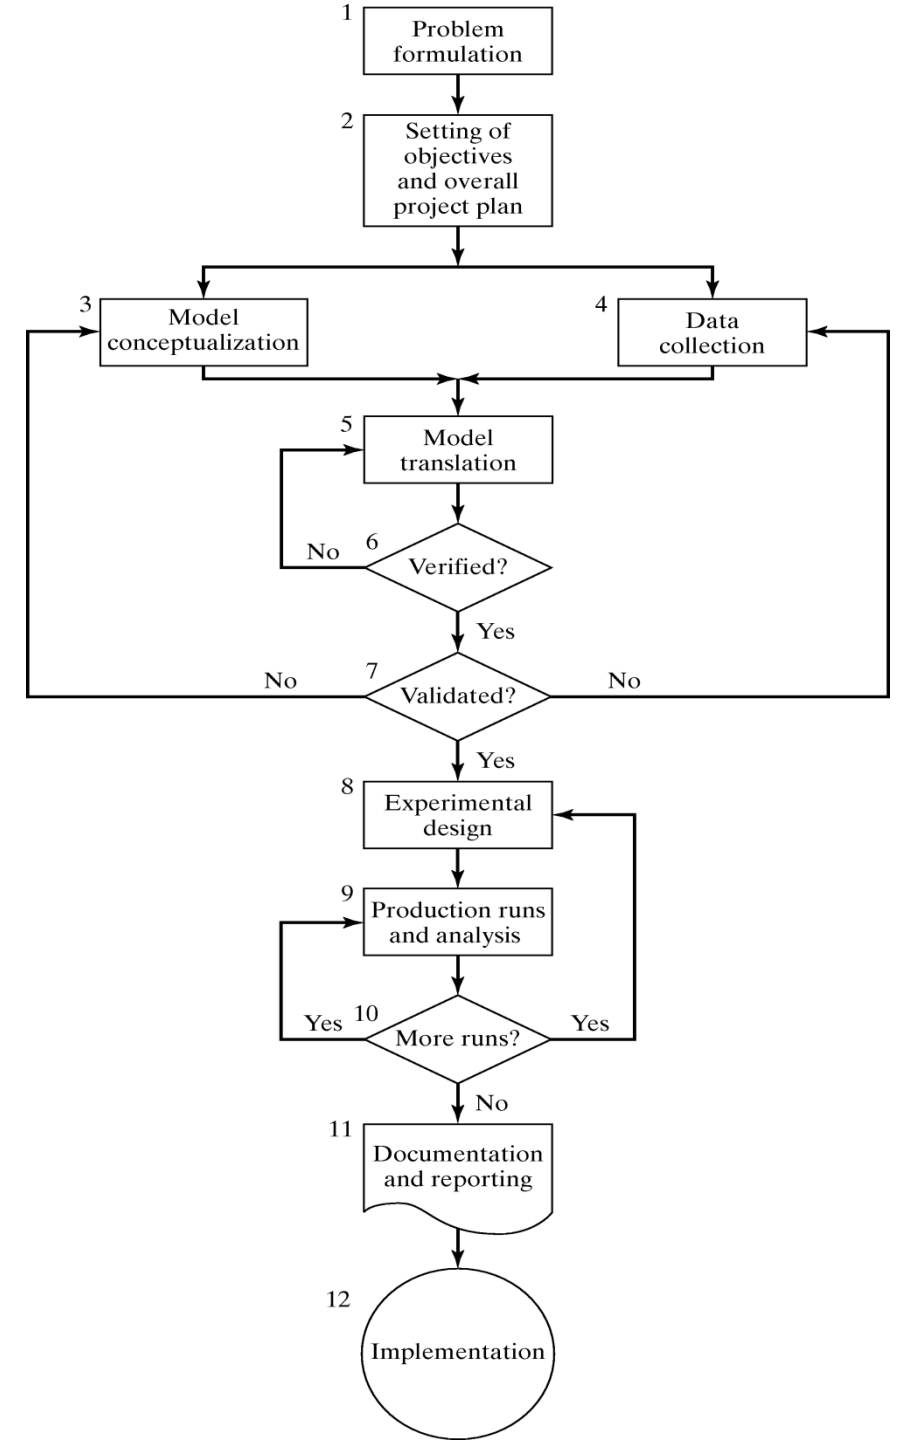 1
Problem
formulation
2
Setting of
objectives
and overall
project plan
3
Model
conceptualization
4
Data
collection
5
Model
translation
6
No
Verified?
Yes
7
No
Validated?
No
Yes
8
Experimental
design
9
Production runs
and analysis
10
Yes
More runs?
Yes
No
11
Documentation
and reporting
12
Implementation